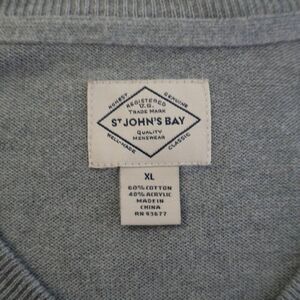 HONEST GENUINE
REGISTERED
U.S.
TRADE MARK
ST JOHN'S BAY
QUALITY
MENSWEAR
WELL-MADE CLASSIC
XL
60% COTTON
40% ACRYLIC
MADE IN
CHINA
RN 93677